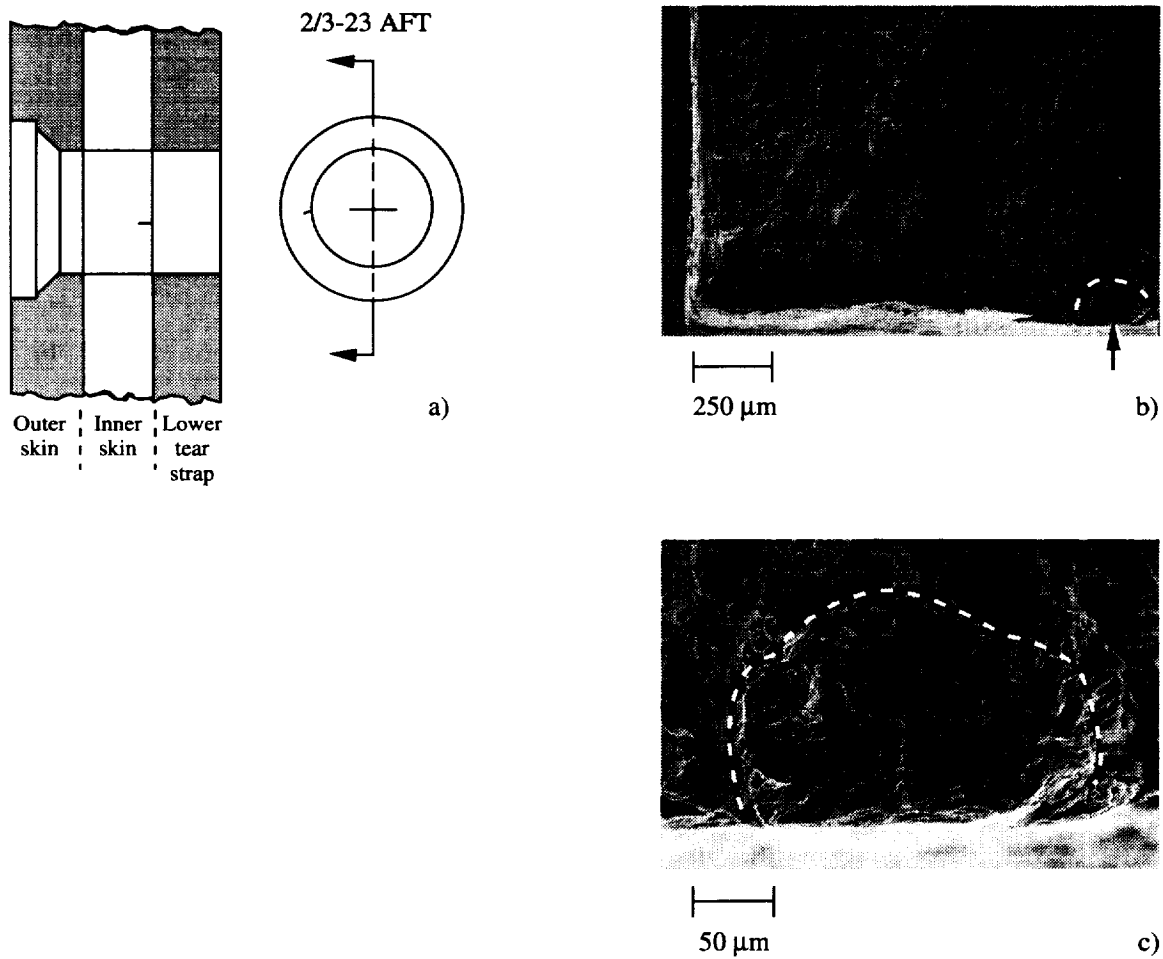 2/3-23 AFT
Outer skin
Inner skin
Lower tear strap
a)
250 μm
b)
50 μm
c)